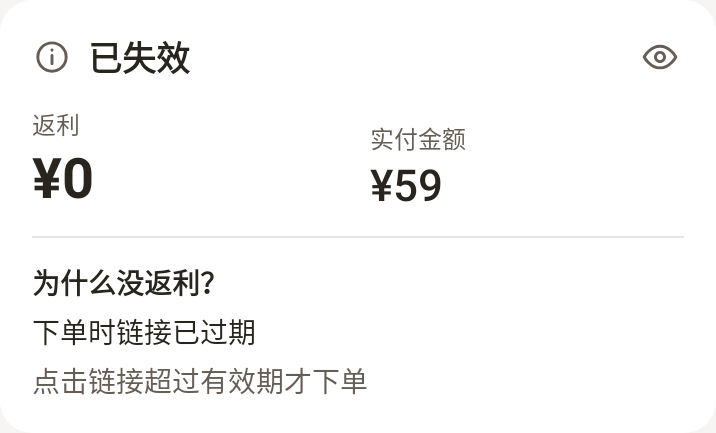 已失效
返利
¥0
实付金额
¥59
为什么没返利？
下单时链接已过期
点击链接超过有效期才下单